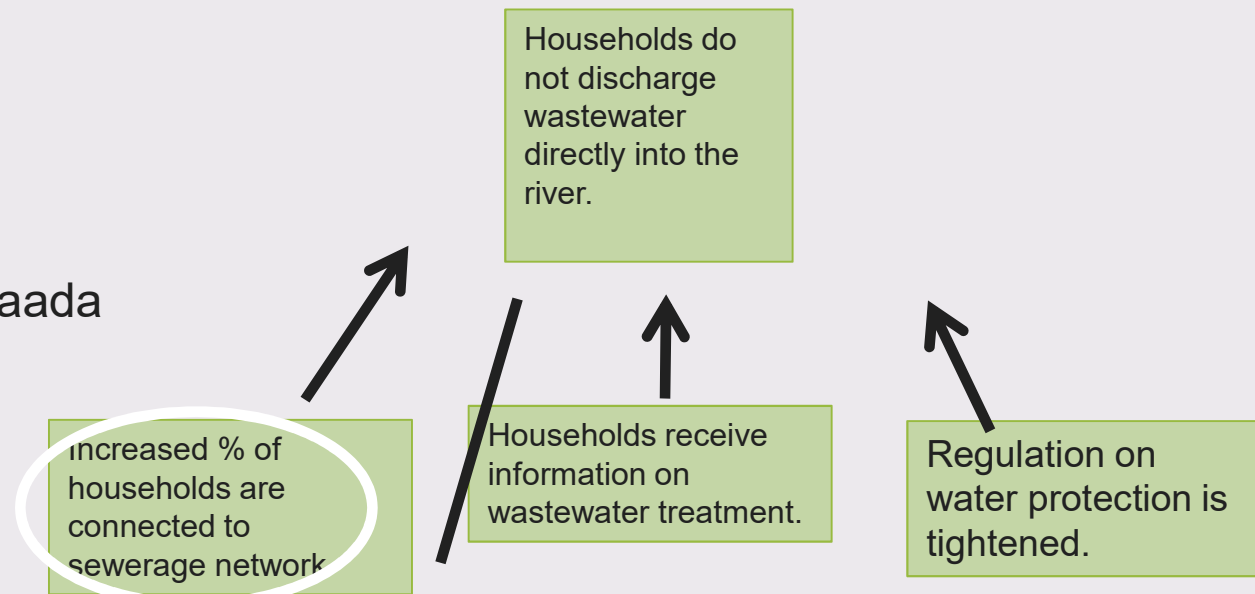 Households do
not discharge
wastewater
directly into the
river.
aada
Increased % of
households are
connected to
sewerage network
Households receive
information on
wastewater treatment.
Regulation on
water protection is
tightened.